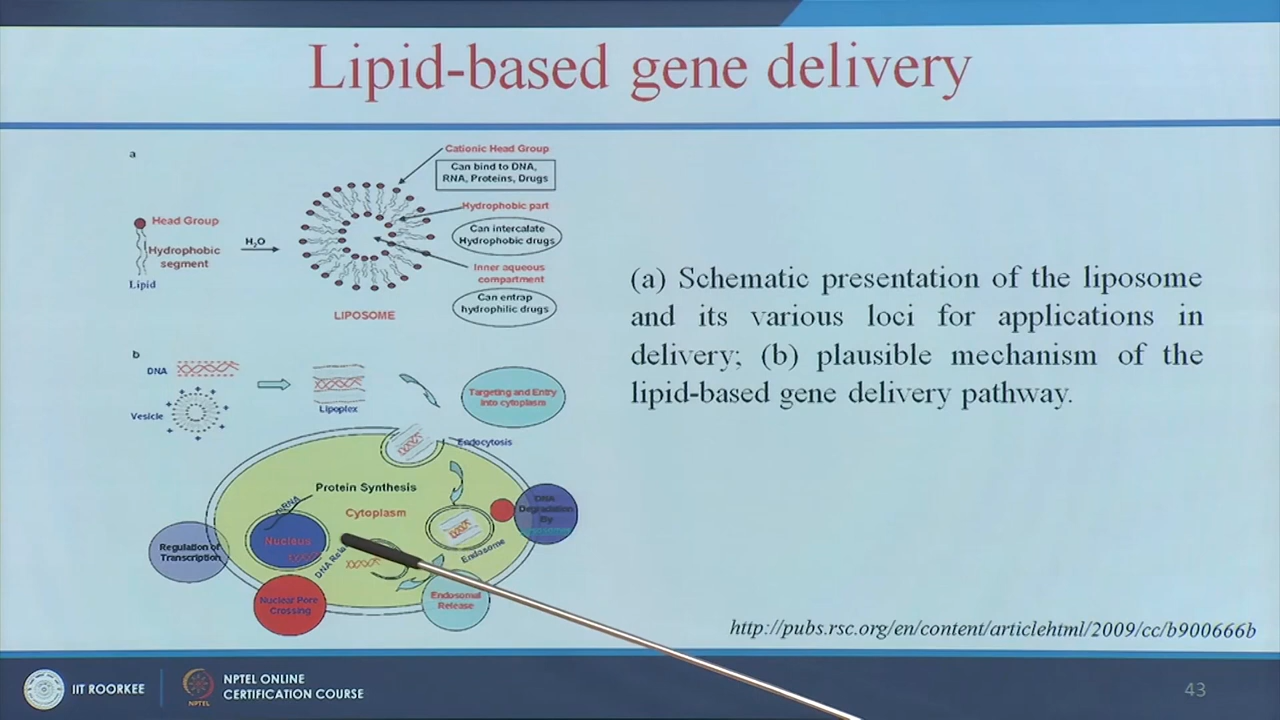 Lipid-based gene delivery
a
Cationic Head Group
Can bind to DNA,
RNA, Proteins, Drugs
Head Group
Hydrophobic
segment
Lipid
H₂O
Hydrophobic part
Can intercalate
Hydrophobic drugs
Inner aqueous
compartment
Can entrap
hydrophilic drugs
LIPOSOME
(a) Schematic presentation of the liposome
and its various loci for applications in
delivery; (b) plausible mechanism of the
lipid-based gene delivery pathway.
b
DNA
Vesicle
Lipoplex
Targeting and Entry
into cytoplasm
Endocytosis
Protein Synthesis
Cytoplasm
Nucleus
Regulation of
Transcription
Nuclear Pore
Crossing
DNA
Degradation
By
Endosome
Endosomal
Release
http://pubs.rsc.org/en/content/articlehtml/2009/cc/b900666b
IIT ROORKEE
NPTEL
NPTEL ONLINE
CERTIFICATION COURSE
43